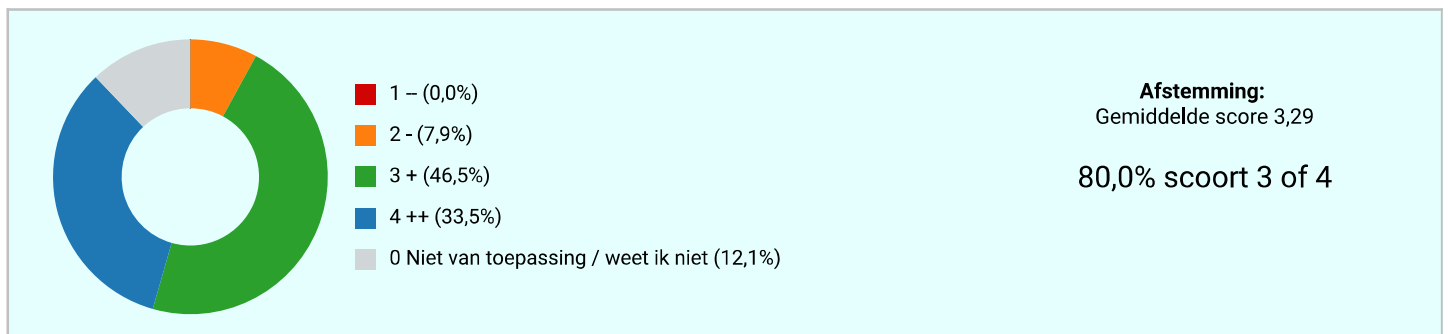 1 -- (0,0%)
2 - (7,9%)
3 + (46,5%)
4 ++ (33,5%)
0 Niet van toepassing / weet ik niet (12,1%)
Afstemming:
Gemiddelde score 3,29
80,0% scoort 3 of 4